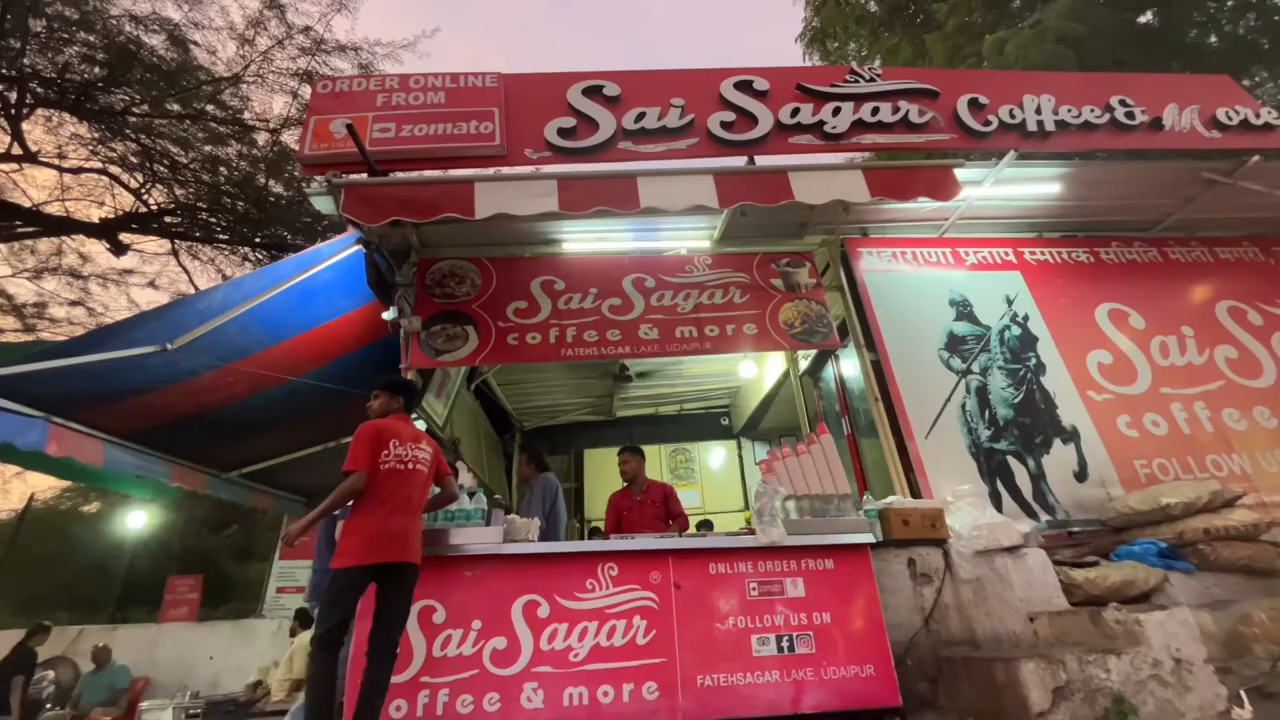 ORDER ONLINE
FROM
SWIGGY
zomato
Sai Sagar Coffee & More
Sai Sagar
coffee & more
FATEHSAGAR LAKE, UDAIPUR
महाराणा प्रताप स्मारक समिति मोती मगरी,
Sai Sa
coffee
FOLLOW U
Sai Sagar
coffee & more
Sai Sagar ®
offee & more
ONLINE ORDER FROM
zomato
FOLLOW US ON
FATEHSAGAR LAKE, UDAIPUR